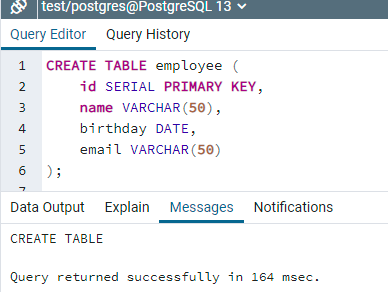 test/postgres@PostgreSQL 13
Query Editor Query History
1 CREATE TABLE employee (
2 id SERIAL PRIMARY KEY,
3 name VARCHAR(50),
4 birthday DATE,
5 email VARCHAR(50)
6 );
7
Data Output Explain Messages Notifications
CREATE TABLE
Query returned successfully in 164 msec.